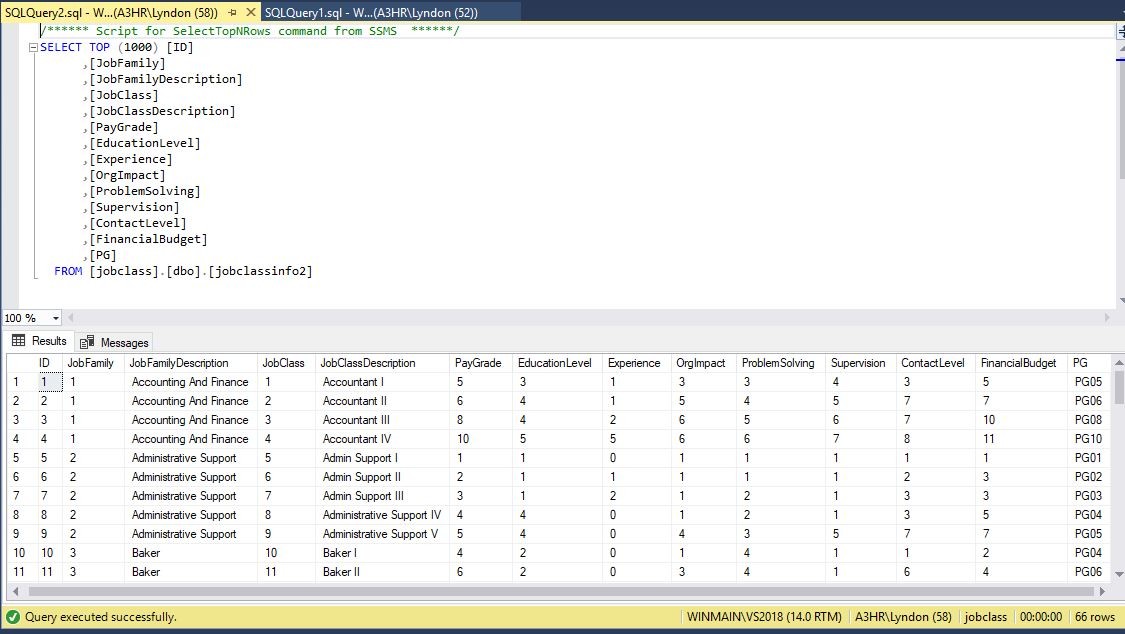 SQLQuery2.sql - W...(A3HR\Lyndon (58)) SQLQuery1.sql - W...(A3HR\Lyndon (52))
/****** Script for SelectTopNRows command from SSMS  ******/
SELECT TOP (1000) [ID]
,[JobFamily]
,[JobFamilyDescription]
,[JobClass]
,[JobClassDescription]
,[PayGrade]
,[EducationLevel]
,[Experience]
,[OrgImpact]
,[ProblemSolving]
,[Supervision]
,[ContactLevel]
,[FinancialBudget]
,[PG]
FROM [jobclass].[dbo].[jobclassinfo2]
100 %
Results Messages
ID JobFamily JobFamilyDescription JobClass JobClassDescription PayGrade EducationLevel Experience OrgImpact ProblemSolving Supervision ContactLevel FinancialBudget PG
1 1 1 Accounting And Finance 1 Accountant I 5 3 1 3 3 4 3 5 PG05
2 2 1 Accounting And Finance 2 Accountant II 6 4 1 5 4 5 7 7 PG06
3 3 1 Accounting And Finance 3 Accountant III 8 4 2 6 5 6 7 10 PG08
4 4 1 Accounting And Finance 4 Accountant IV 10 5 5 6 6 7 8 11 PG10
5 5 2 Administrative Support 5 Admin Support I 1 1 0 1 1 1 1 1 PG01
6 6 2 Administrative Support 6 Admin Support II 2 1 1 1 1 1 2 3 PG02
7 7 2 Administrative Support 7 Admin Support III 3 1 2 1 2 1 3 3 PG03
8 8 2 Administrative Support 8 Administrative Support IV 4 4 0 1 2 1 3 5 PG04
9 9 2 Administrative Support 9 Administrative Support V 5 4 0 4 3 5 7 7 PG05
10 10 3 Baker 10 Baker I 4 2 0 1 4 1 1 2 PG04
11 11 3 Baker 11 Baker II 6 2 0 3 4 1 6 4 PG06
Query executed successfully. WINMAIN\VS2018 (14.0 RTM) A3HR\Lyndon (58) jobclass 00:00:00 66 rows